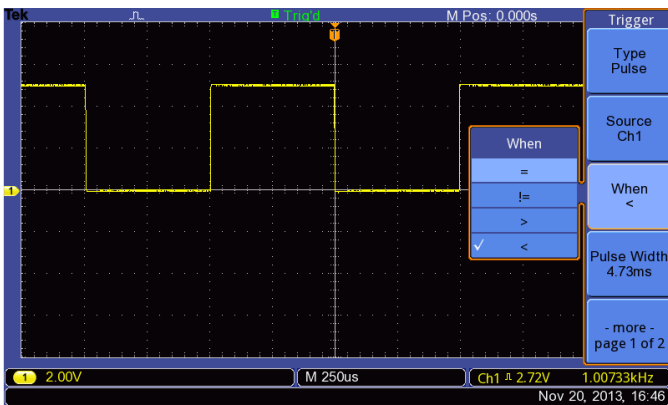 Tek
Trig'd
M Pos: 0.000s
T
Trigger
Type
Pulse
Source
Ch1
When
<
Pulse Width
4.73ms
- more -
page 1 of 2
When
=
!=
>
<
1
1 2.00V
M 250us
Ch1 2.72V
1.00733kHz
Nov 20, 2013, 16:46